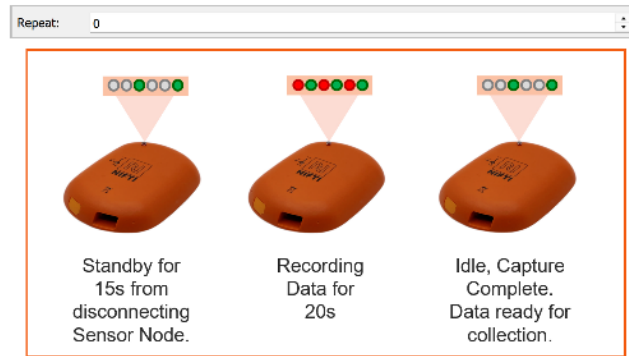 Repeat: 0
Standby for
15s from
disconnecting
Sensor Node.
Recording
Data for
20s
Idle, Capture
Complete.
Data ready for
collection.